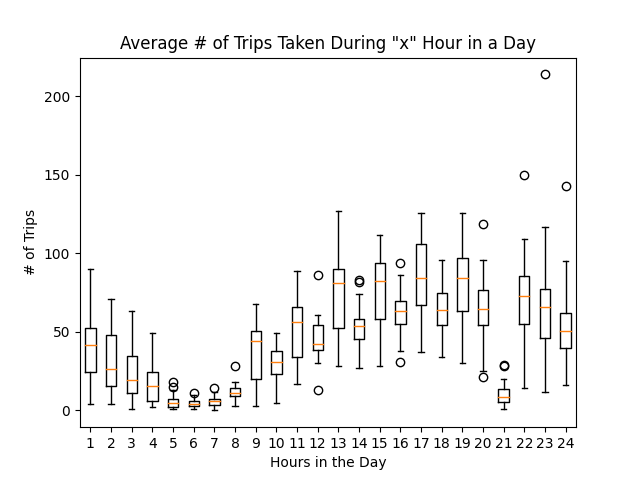 Average # of Trips Taken During "x" Hour in a Day
# of Trips
200
150
100
50
0
1 2 3 4 5 6 7 8 9 10 11 12 13 14 15 16 17 18 19 20 21 22 23 24
Hours in the Day